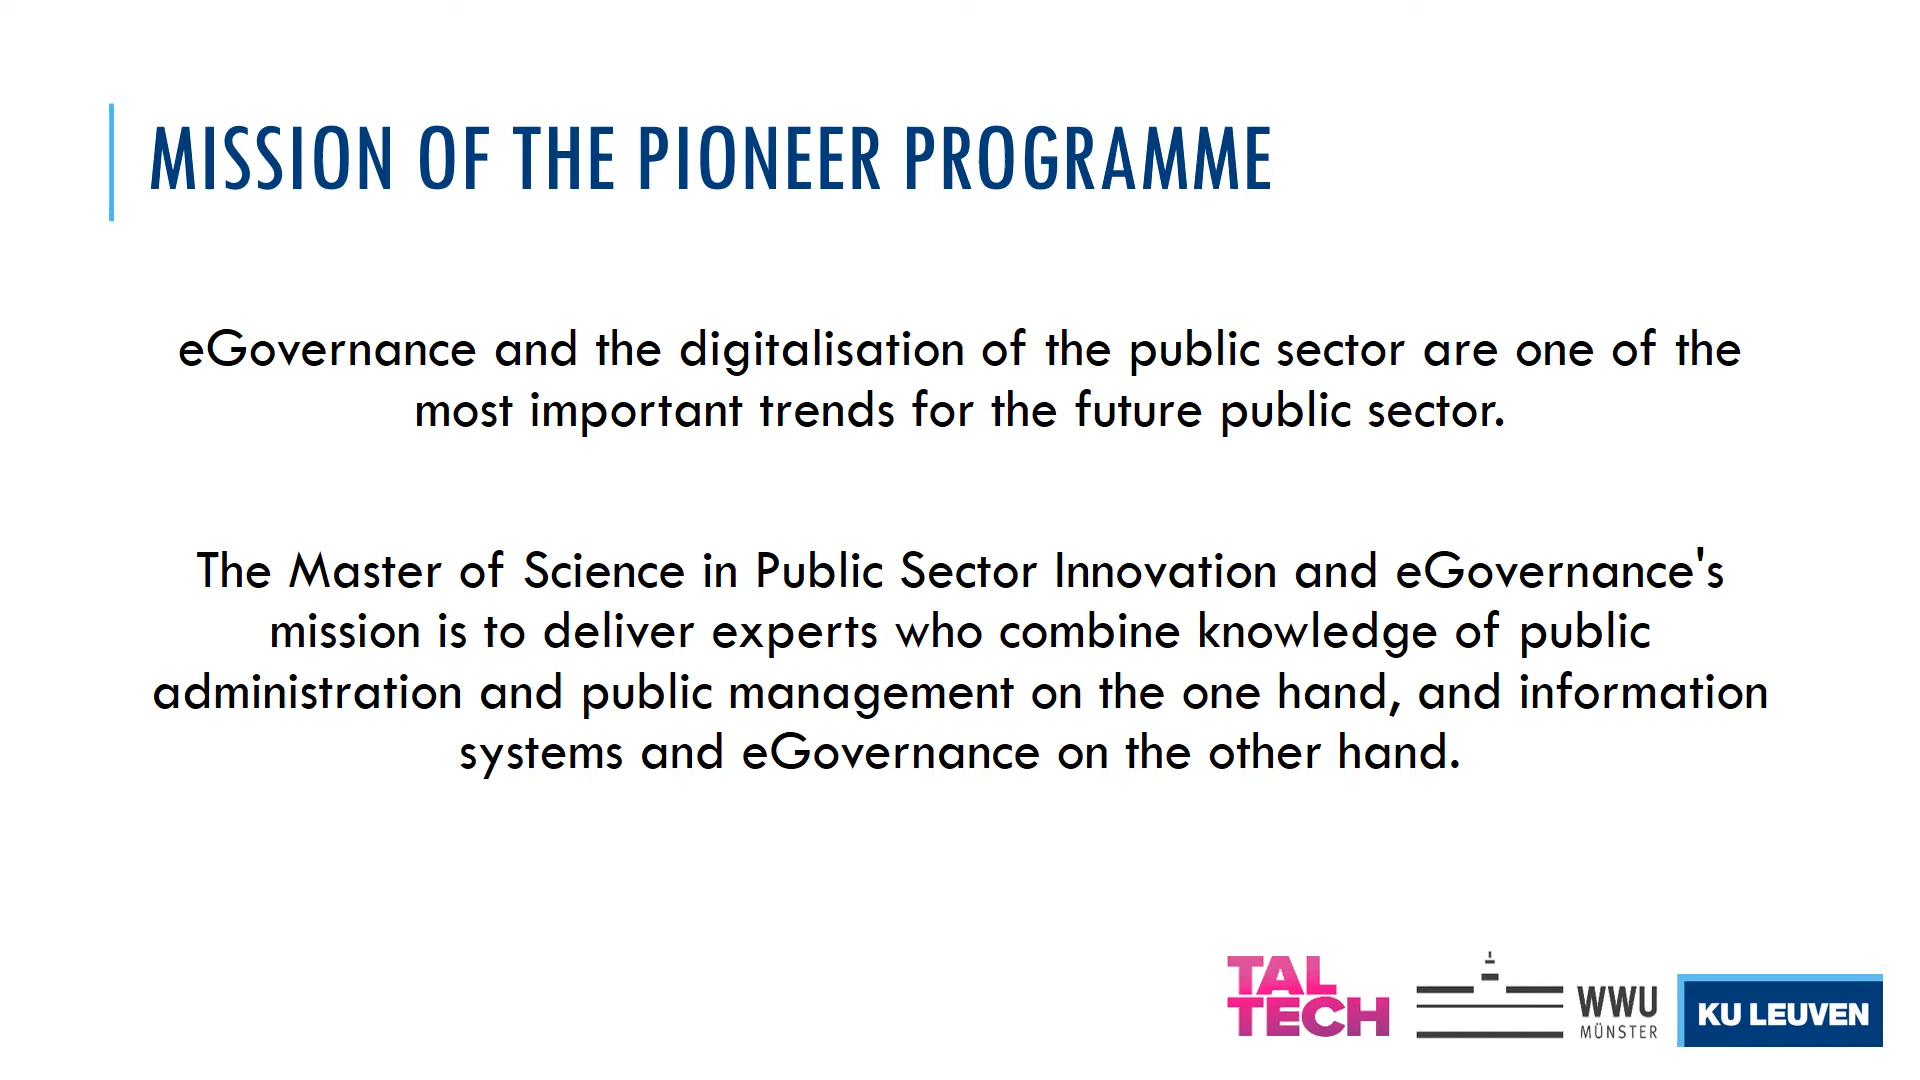 MISSION OF THE PIONEER PROGRAMME
eGovernance and the digitalisation of the public sector are one of the
most important trends for the future public sector.
The Master of Science in Public Sector Innovation and eGovernance's
mission is to deliver experts who combine knowledge of public
administration and public management on the one hand, and information
systems and eGovernance on the other hand.
TAL
TECH
WWU
MÜNSTER
KU LEUVEN